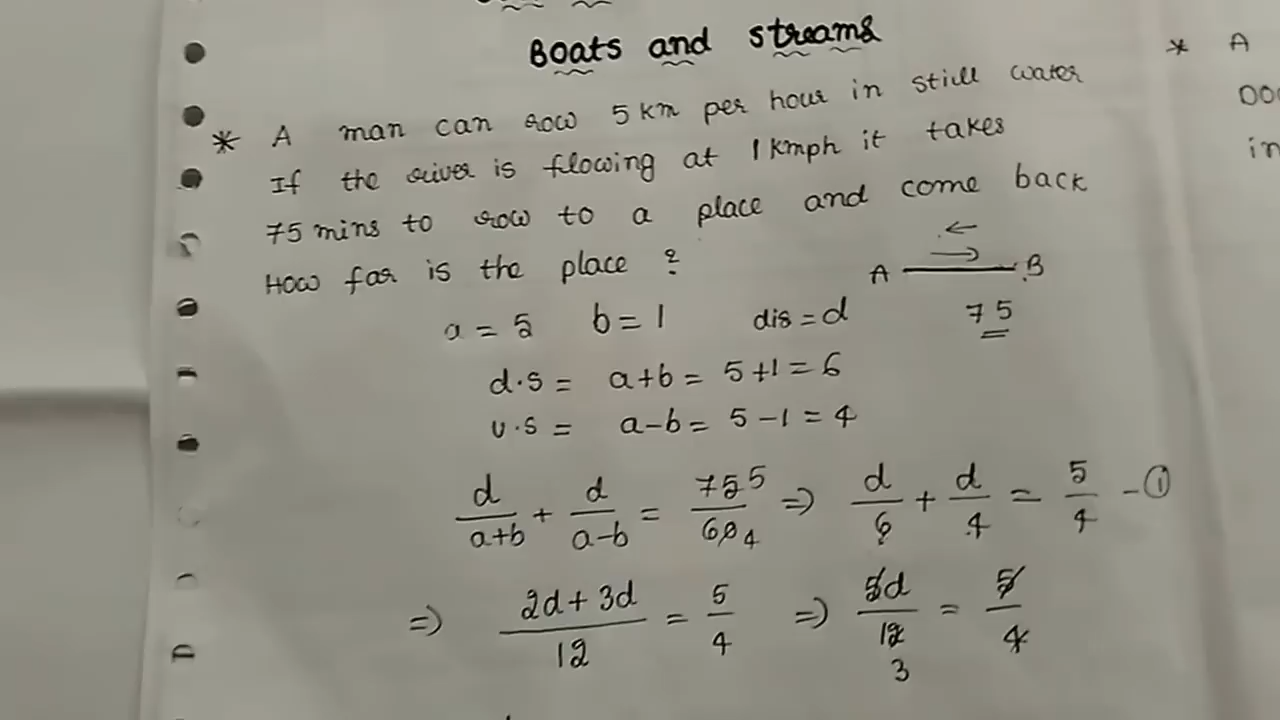 Boats and streams
* A man can row 5 km per hour in still water
If the river is flowing at 1 kmph it takes
75 mins to row to a place and come back
How far is the place ?
A B
75
a = 5 b = 1 dis = d
d.s = a+b = 5+1 = 6
u.s = a-b = 5-1 = 4
d/(a+b) + d/(a-b) = 75 5/60 4 => d/6 + d/4 = 5/4 - ①
=> (2d + 3d)/12 = 5/4 => 5d/12 = 5/4
3
* A
in